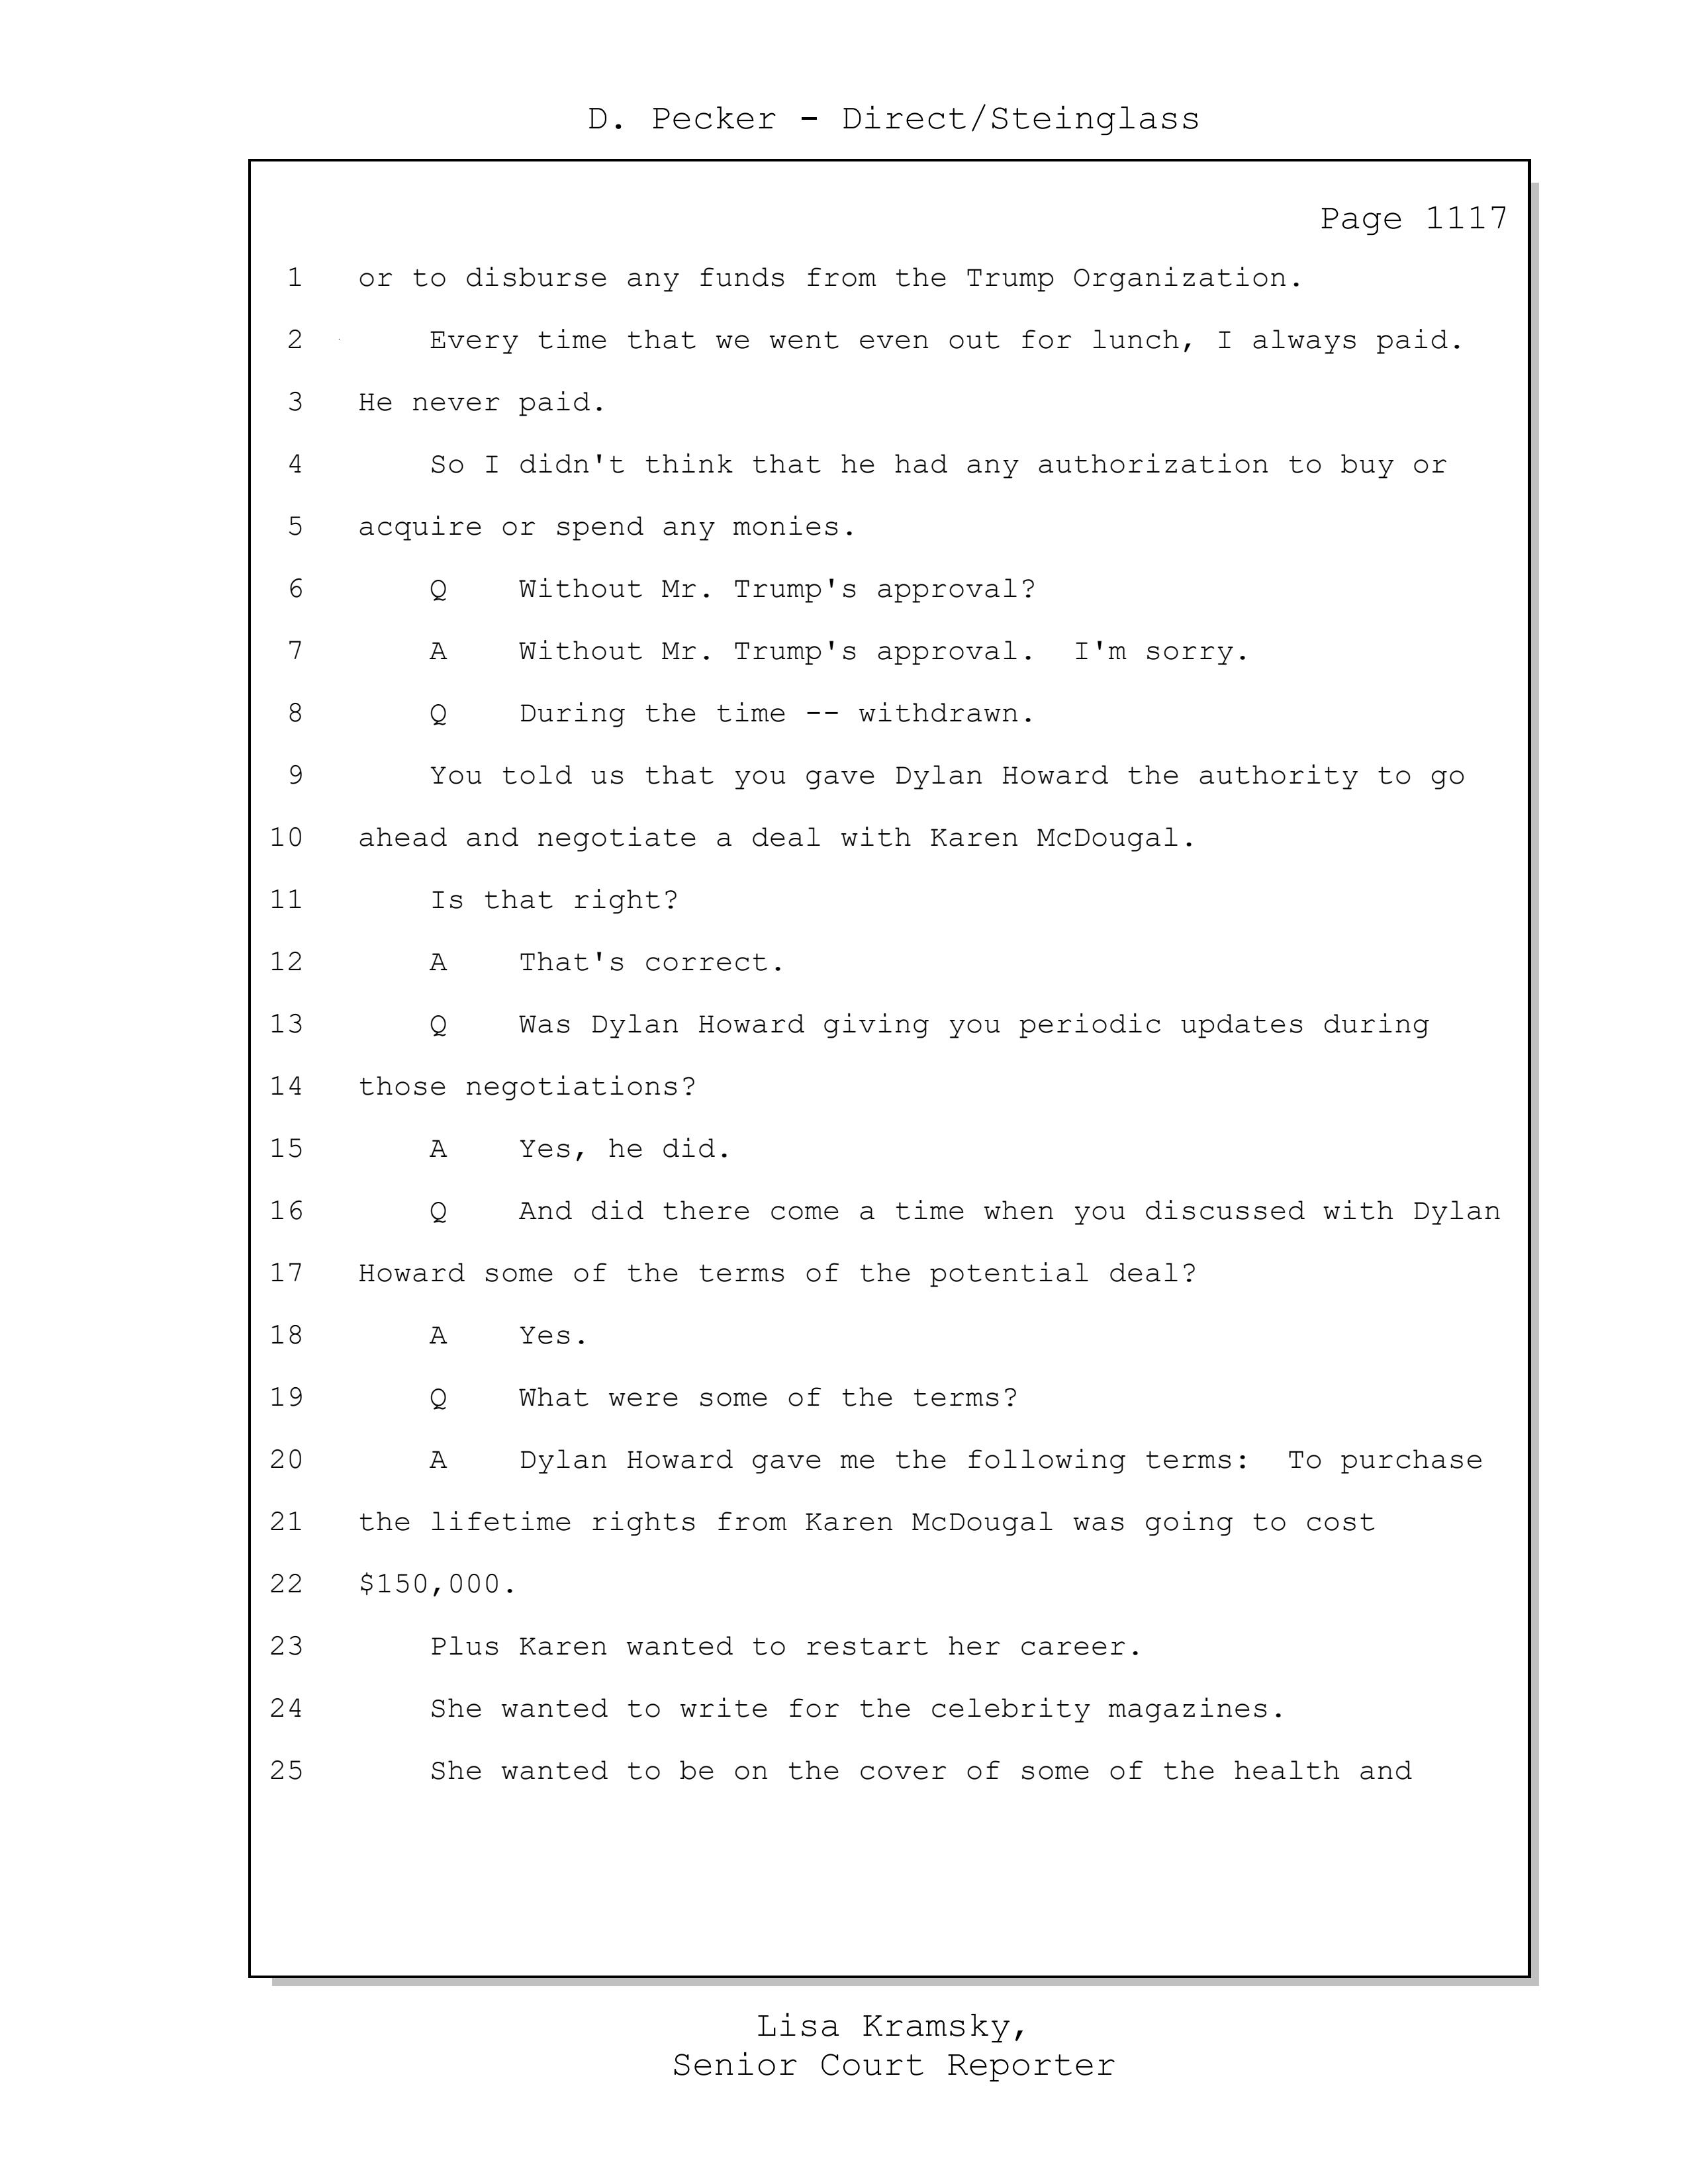 D. Pecker - Direct/Steinglass
Page 1117
1 or to disburse any funds from the Trump Organization.
2 Every time that we went even out for lunch, I always paid.
3 He never paid.
4 So I didn't think that he had any authorization to buy or
5 acquire or spend any monies.
6 Q Without Mr. Trump's approval?
7 A Without Mr. Trump's approval. I'm sorry.
8 Q During the time -- withdrawn.
9 You told us that you gave Dylan Howard the authority to go
10 ahead and negotiate a deal with Karen McDougal.
11 Is that right?
12 A That's correct.
13 Q Was Dylan Howard giving you periodic updates during
14 those negotiations?
15 A Yes, he did.
16 Q And did there come a time when you discussed with Dylan
17 Howard some of the terms of the potential deal?
18 A Yes.
19 Q What were some of the terms?
20 A Dylan Howard gave me the following terms: To purchase
21 the lifetime rights from Karen McDougal was going to cost
22 $150,000.
23 Plus Karen wanted to restart her career.
24 She wanted to write for the celebrity magazines.
25 She wanted to be on the cover of some of the health and
Lisa Kramsky,
Senior Court Reporter